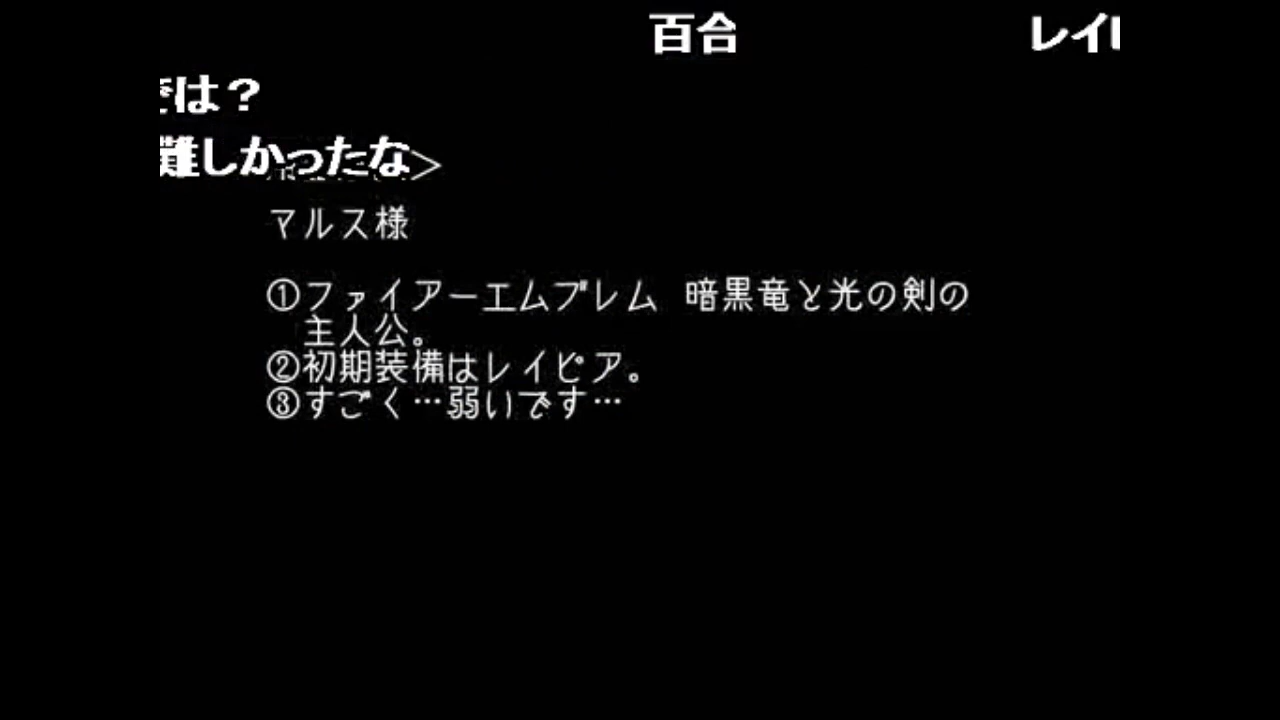 百合
では？
難しかったな>
マルス様
①ファイアーエムブレム 暗黒竜と光の剣の
主人公。
②初期装備はレイピア。
③すごく…弱いです…